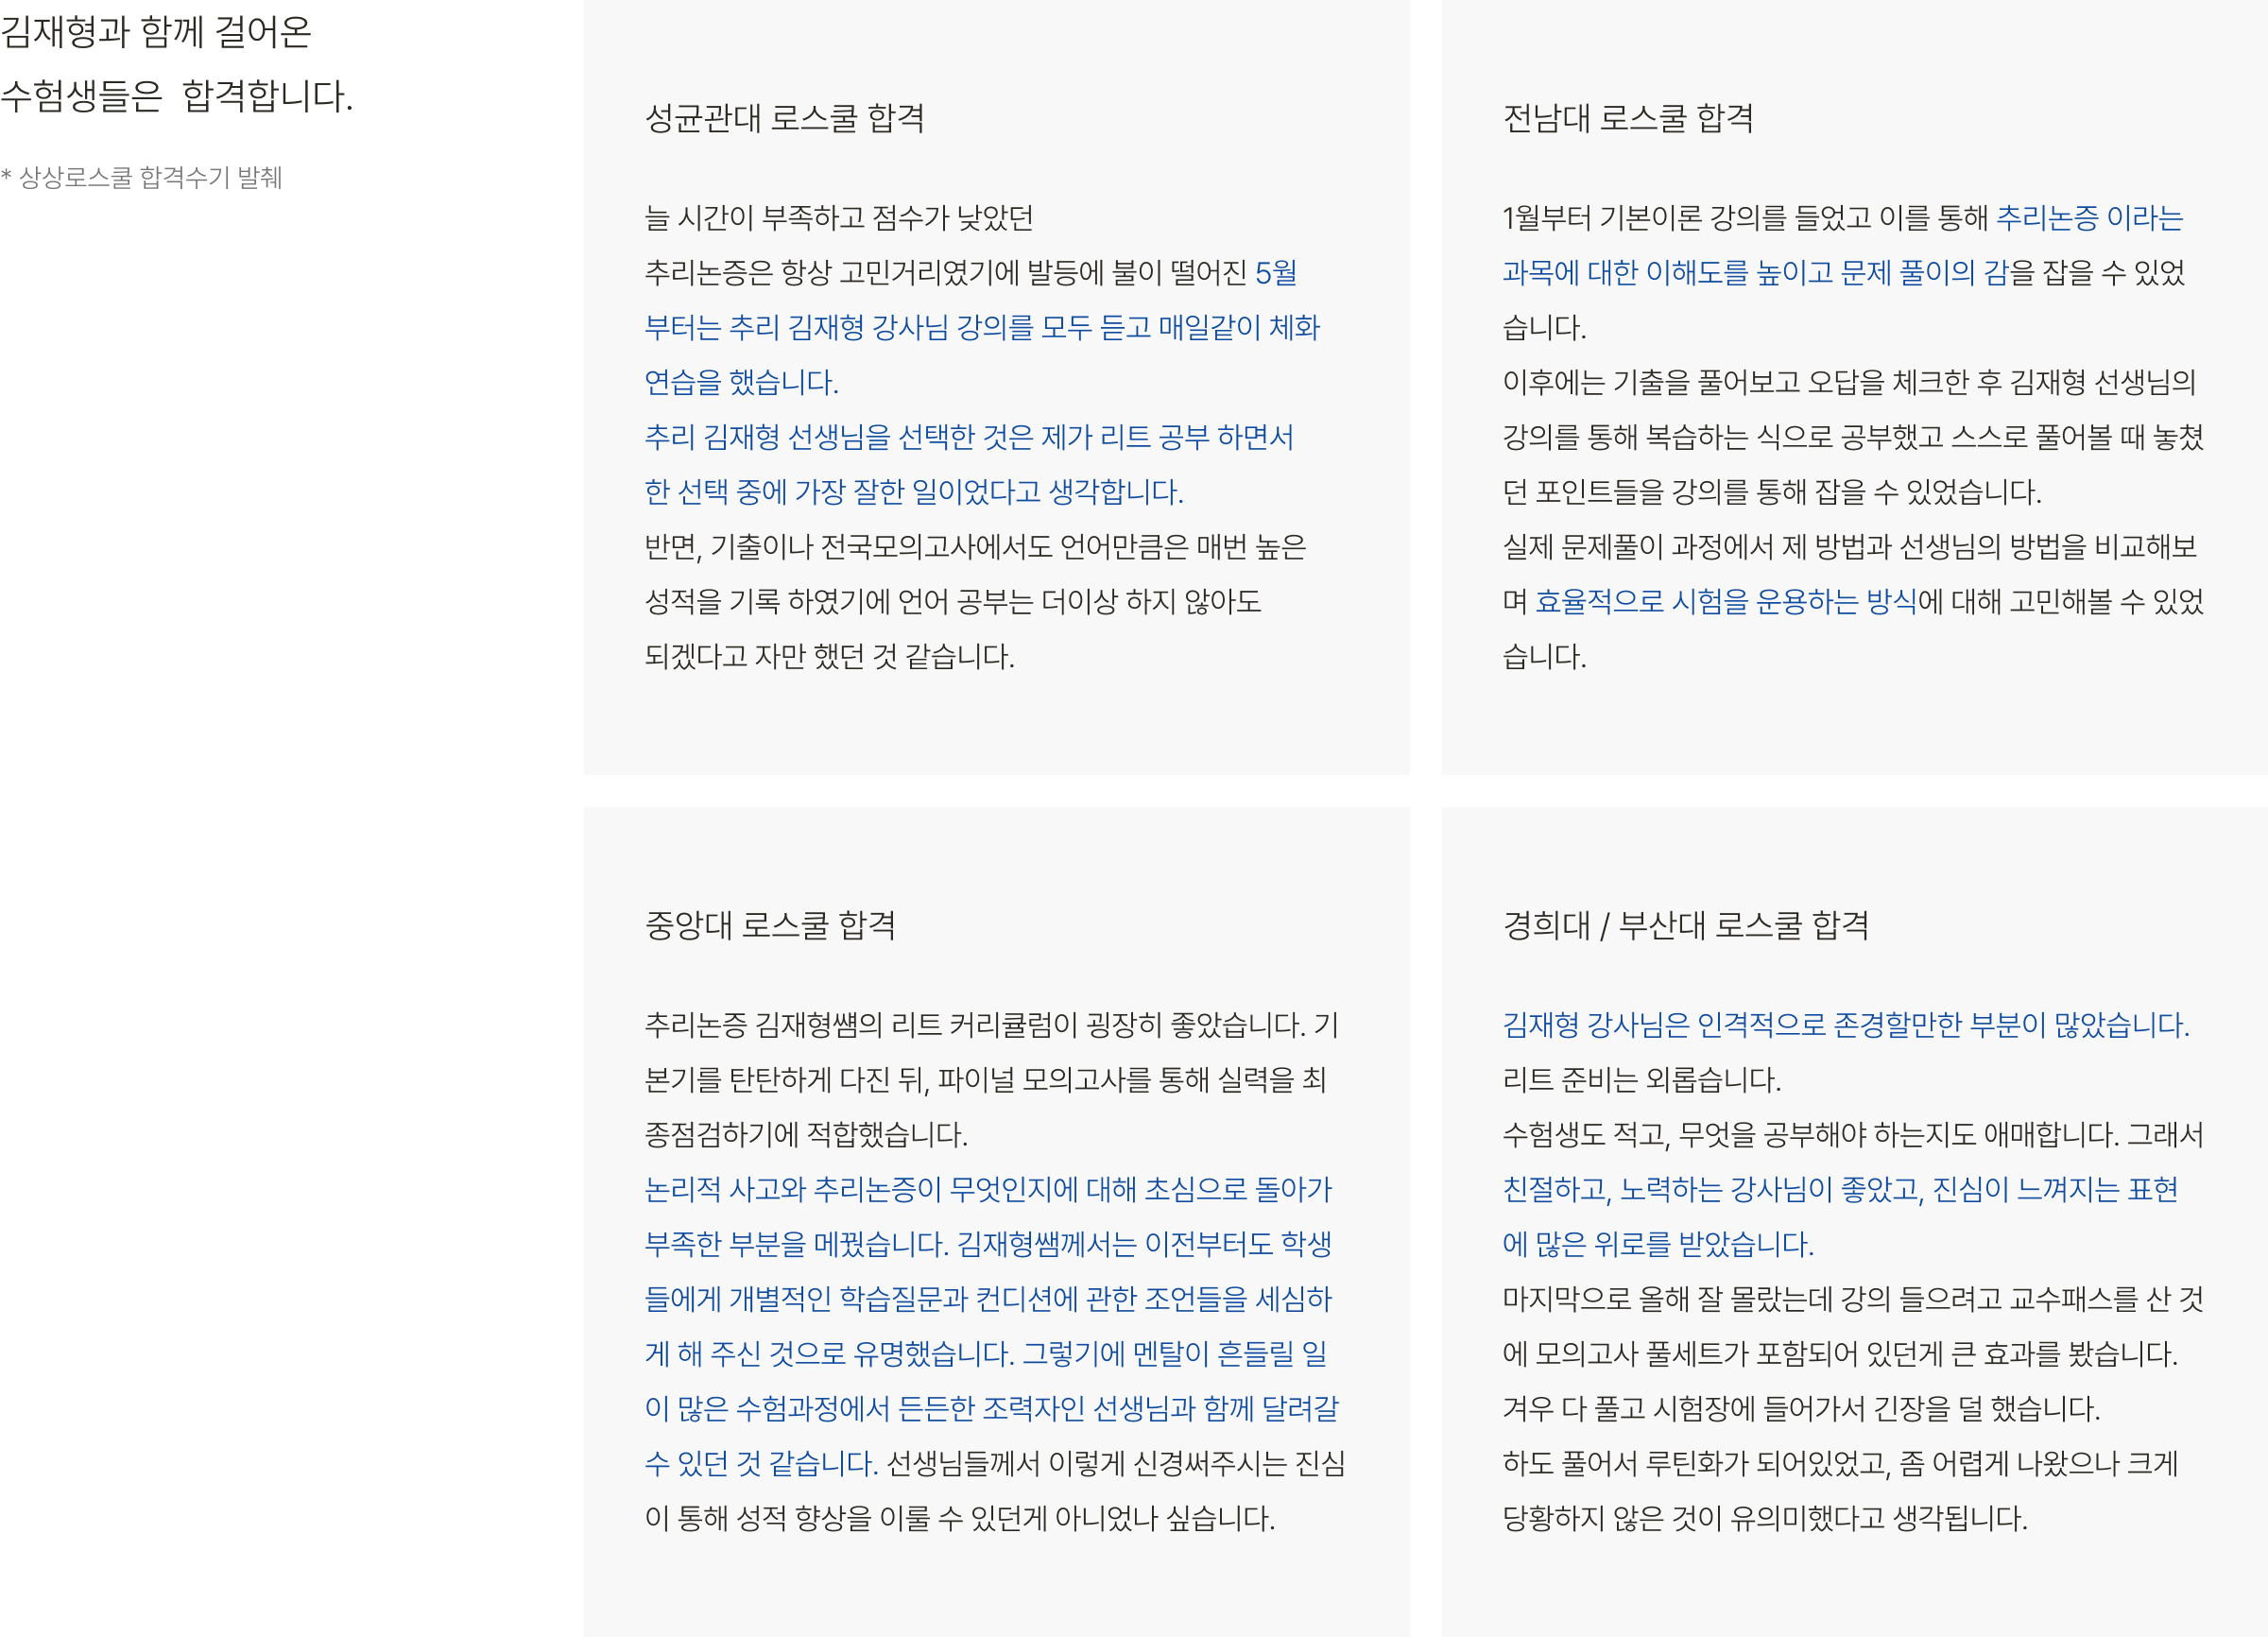 김재형과 함께 걸어온
수험생들은 합격합니다.
* 상상로스쿨 합격수기 발췌
성균관대 로스쿨 합격
늘 시간이 부족하고 점수가 낮았던
추리논증은 항상 고민거리였기에 발등에 불이 떨어진 5월
부터는 추리 김재형 강사님 강의를 모두 듣고 매일같이 체화
연습을 했습니다.
추리 김재형 선생님을 선택한 것은 제가 리트 공부 하면서
한 선택 중에 가장 잘한 일이었다고 생각합니다.
반면, 기출이나 전국모의고사에서도 언어만큼은 매번 높은
성적을 기록 하였기에 언어 공부는 더이상 하지 않아도
되겠다고 자만 했던 것 같습니다.
전남대 로스쿨 합격
1월부터 기본이론 강의를 들었고 이를 통해 추리논증 이라는
과목에 대한 이해도를 높이고 문제 풀이의 감을 잡을 수 있었
습니다.
이후에는 기출을 풀어보고 오답을 체크한 후 김재형 선생님의
강의를 통해 복습하는 식으로 공부했고 스스로 풀어볼 때 놓쳤
던 포인트들을 강의를 통해 잡을 수 있었습니다.
실제 문제풀이 과정에서 제 방법과 선생님의 방법을 비교해보
며 효율적으로 시험을 운용하는 방식에 대해 고민해볼 수 있었
습니다.
중앙대 로스쿨 합격
추리논증 김재형썜의 리트 커리큘럼이 굉장히 좋았습니다. 기
본기를 탄탄하게 다진 뒤, 파이널 모의고사를 통해 실력을 최
종점검하기에 적합했습니다.
논리적 사고와 추리논증이 무엇인지에 대해 초심으로 돌아가
부족한 부분을 메꿨습니다. 김재형쌤께서는 이전부터도 학생
들에게 개별적인 학습질문과 컨디션에 관한 조언들을 세심하
게 해 주신 것으로 유명했습니다. 그렇기에 멘탈이 흔들릴 일
이 많은 수험과정에서 든든한 조력자인 선생님과 함께 달려갈
수 있던 것 같습니다. 선생님들께서 이렇게 신경써주시는 진심
이 통해 성적 향상을 이룰 수 있던게 아니었나 싶습니다.
경희대 / 부산대 로스쿨 합격
김재형 강사님은 인격적으로 존경할만한 부분이 많았습니다.
리트 준비는 외롭습니다.
수험생도 적고, 무엇을 공부해야 하는지도 애매합니다. 그래서
친절하고, 노력하는 강사님이 좋았고, 진심이 느껴지는 표현
에 많은 위로를 받았습니다.
마지막으로 올해 잘 몰랐는데 강의 들으려고 교수패스를 산 것
에 모의고사 풀세트가 포함되어 있던게 큰 효과를 봤습니다.
겨우 다 풀고 시험장에 들어가서 긴장을 덜 했습니다.
하도 풀어서 루틴화가 되어있었고, 좀 어렵게 나왔으나 크게
당황하지 않은 것이 유의미했다고 생각됩니다.